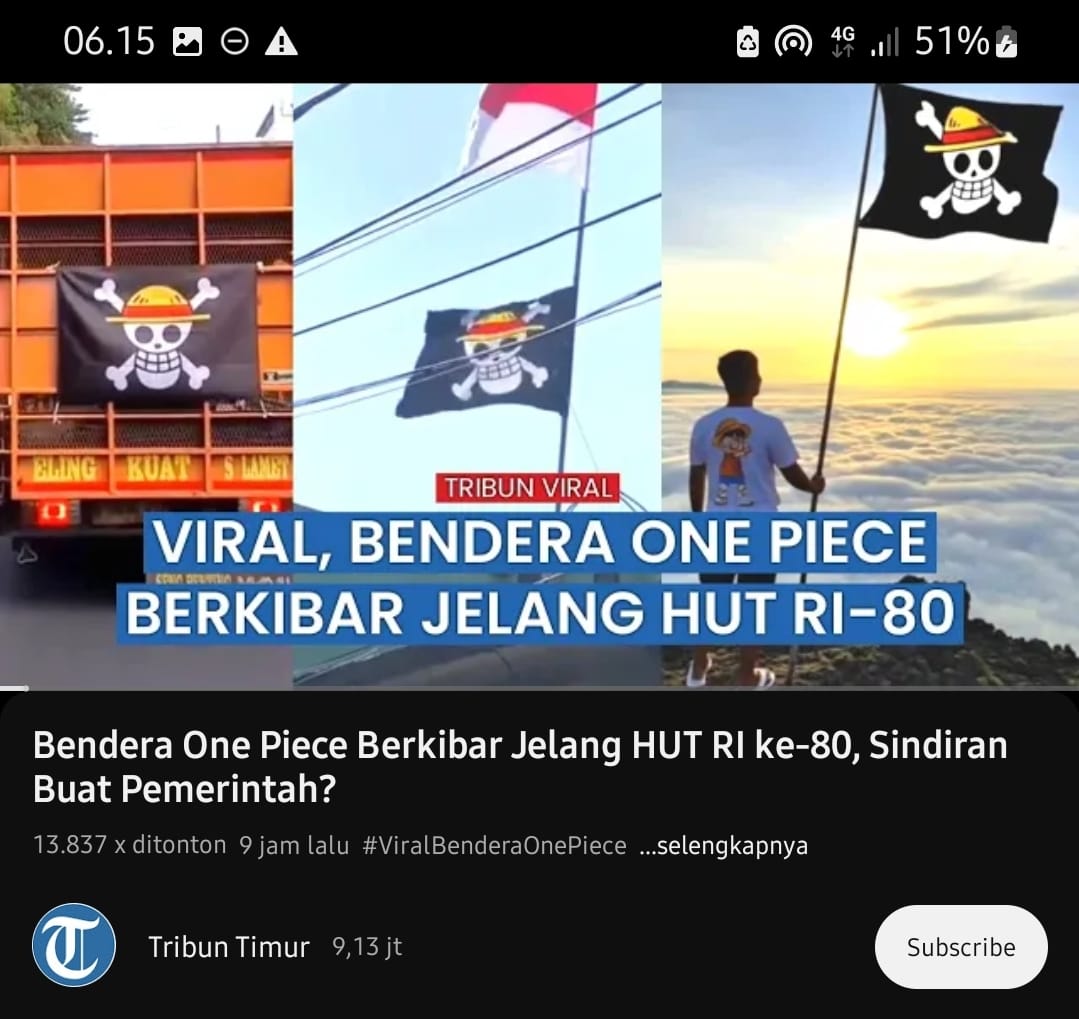 06.15
4G
51%
ELING KUAT S LAMET
TRIBUN VIRAL
VIRAL, BENDERA ONE PIECE
BERKIBAR JELANG HUT RI-80
Bendera One Piece Berkibar Jelang HUT RI ke-80, Sindiran
Buat Pemerintah?
13.837 x ditonton 9 jam lalu #ViralBenderaOnePiece ...selengkapnya
T
Tribun Timur 9,13 jt
Subscribe